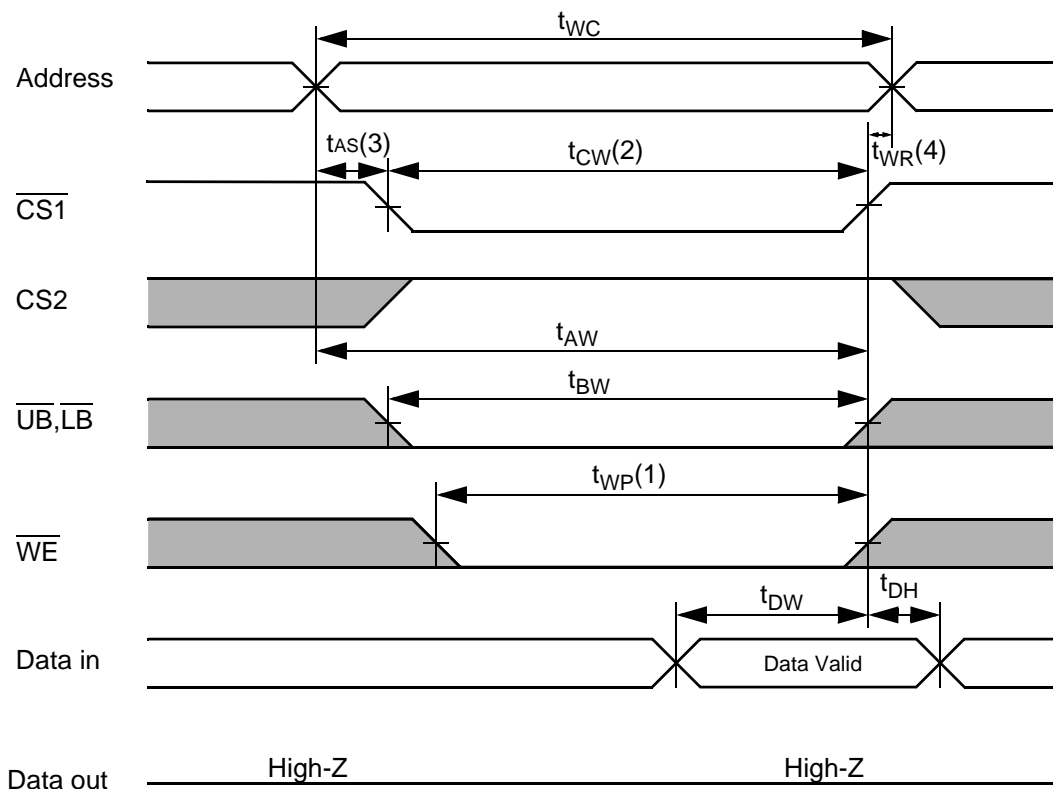 tWC
Address
tAS(3)
tCW(2)
tWR(4)
CS1
CS2
tAW
tBW
UB,LB
tWP(1)
WE
tDW
tDH
Data in
Data Valid
High-Z
High-Z
Data out